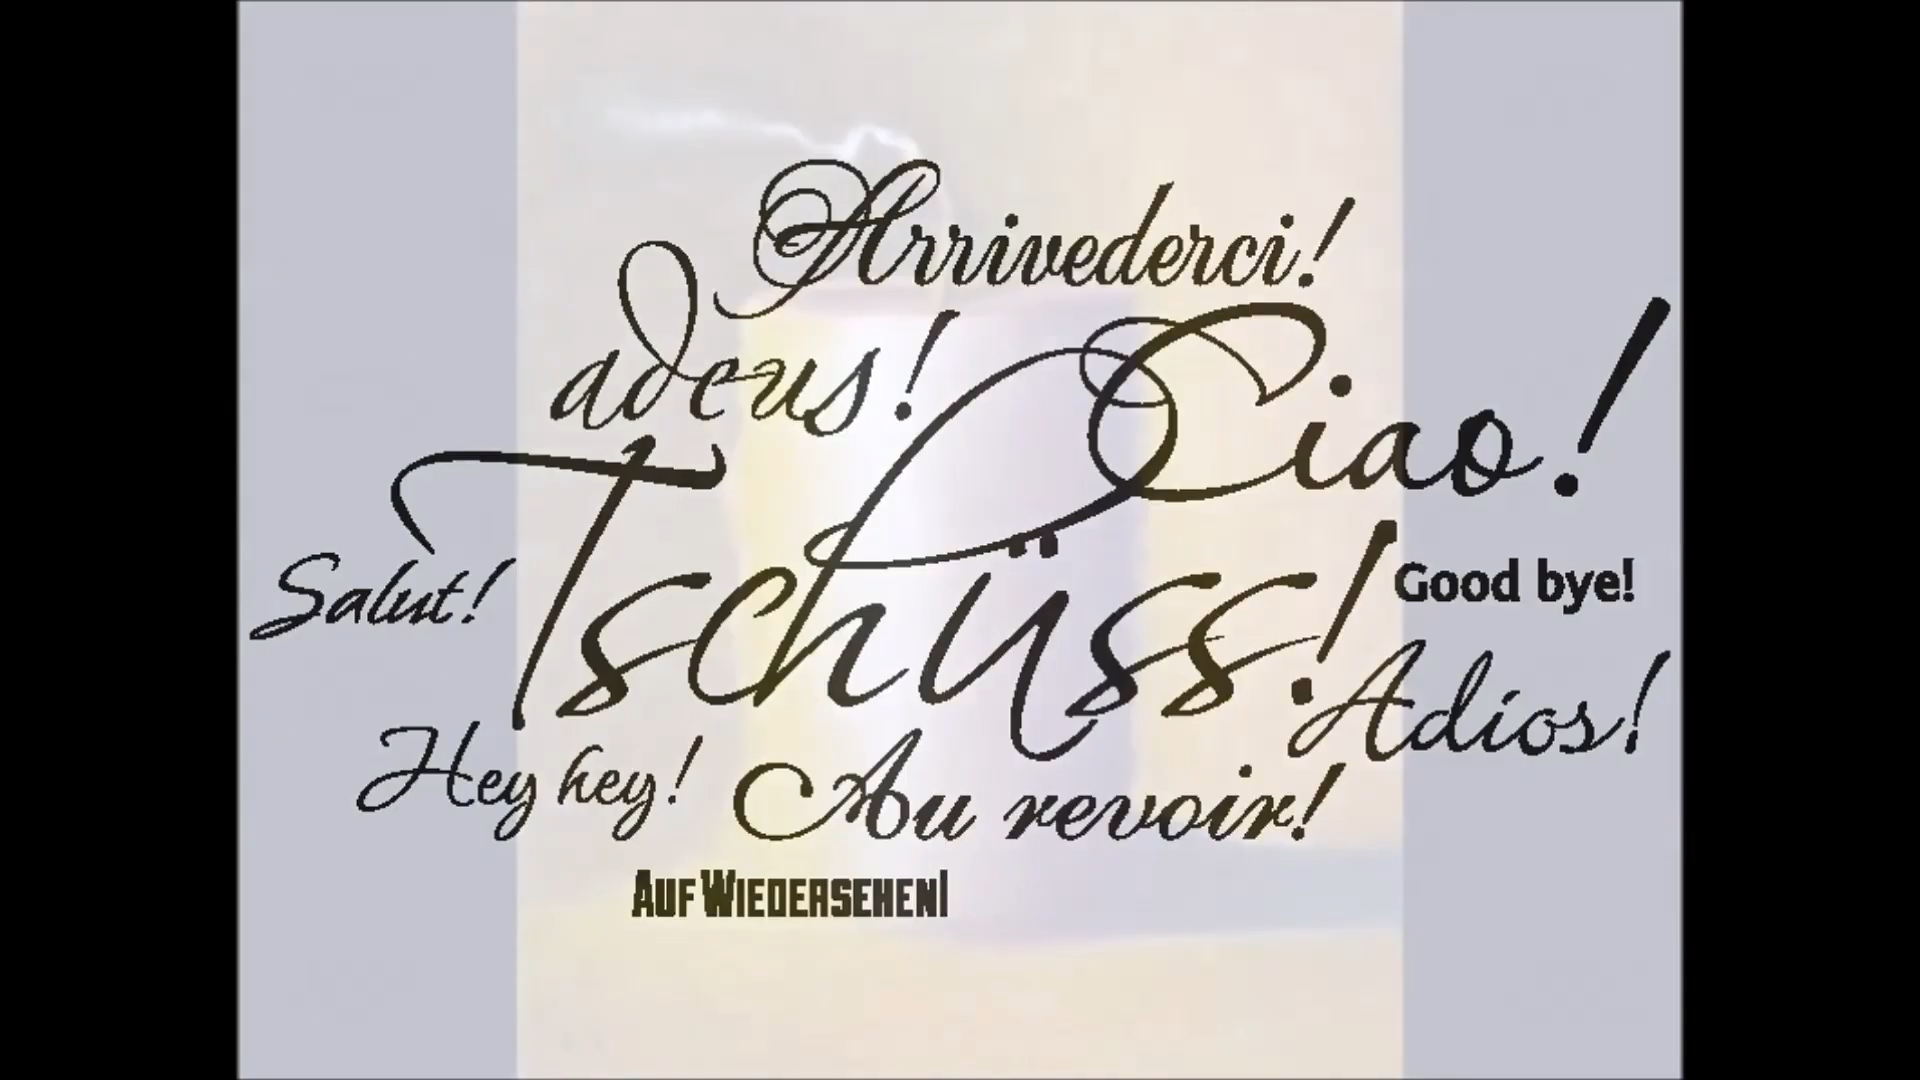 Arrivederci!
adeus!
Ciao!
Tschüss!
Salut!
Good bye!
Adios!
Hey hey!
Au revoir!
AUF WIEDERSEHEN!